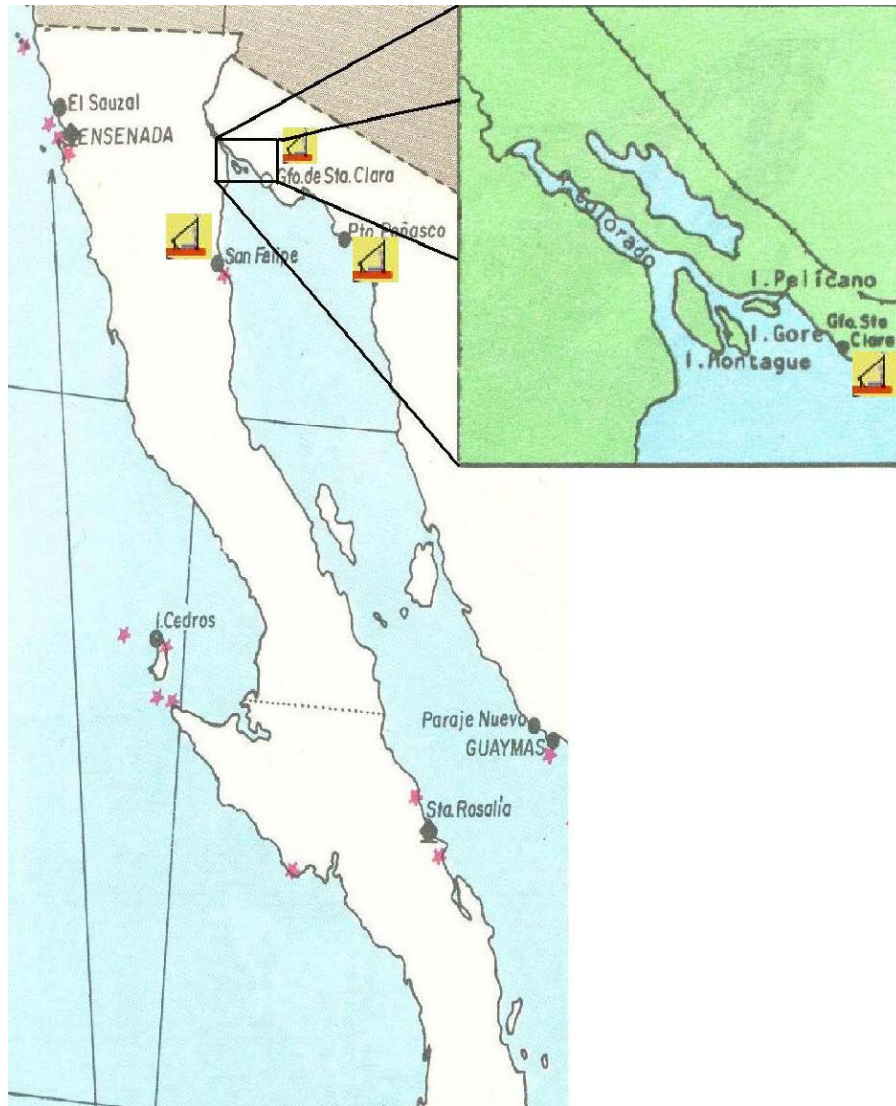 El Sauzal
ENSENADA
Gfo. de Sta. Clara
Pto. Peñasco
San Felipe
I. Cedros
Paraje Nuevo
GUAYMAS
Sta. Rosalía
R. Colorado
I. Pelícano
Gfo. Sta
Clara
I. Gore
I. Montague